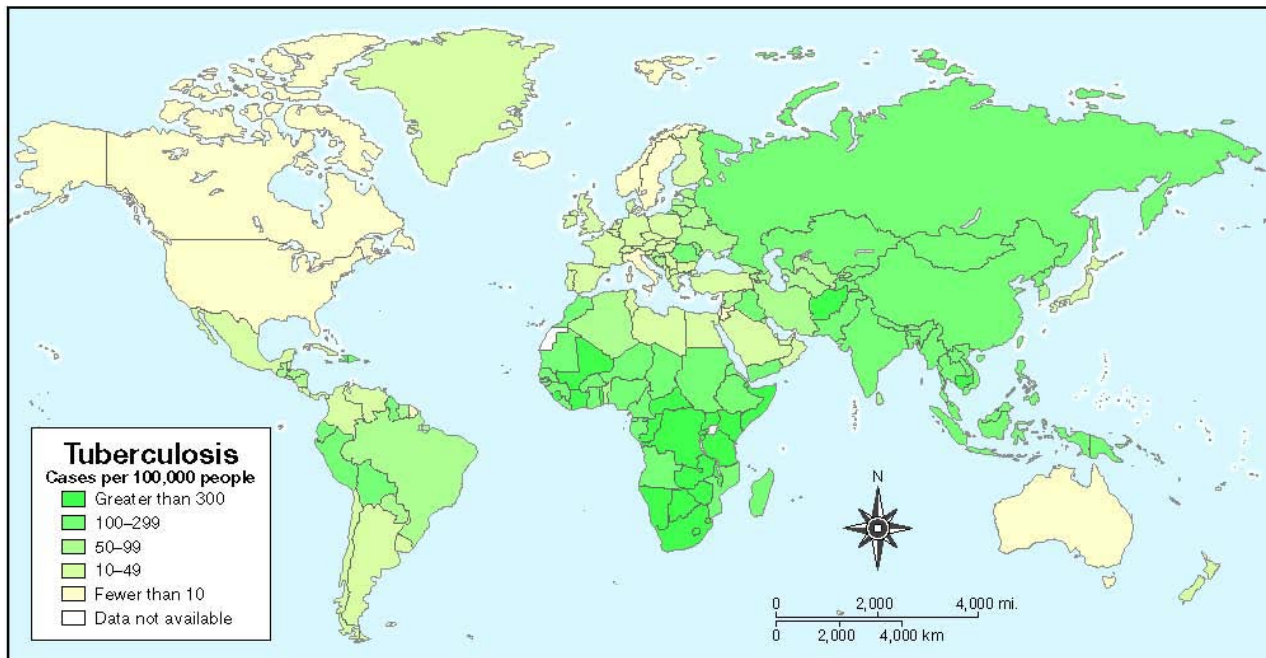 N
Tuberculosis
Cases per 100,000 people
Greater than 300
100–299
50–99
10–49
Fewer than 10
Data not available
0 2,000 4,000 mi.
0 2,000 4,000 km